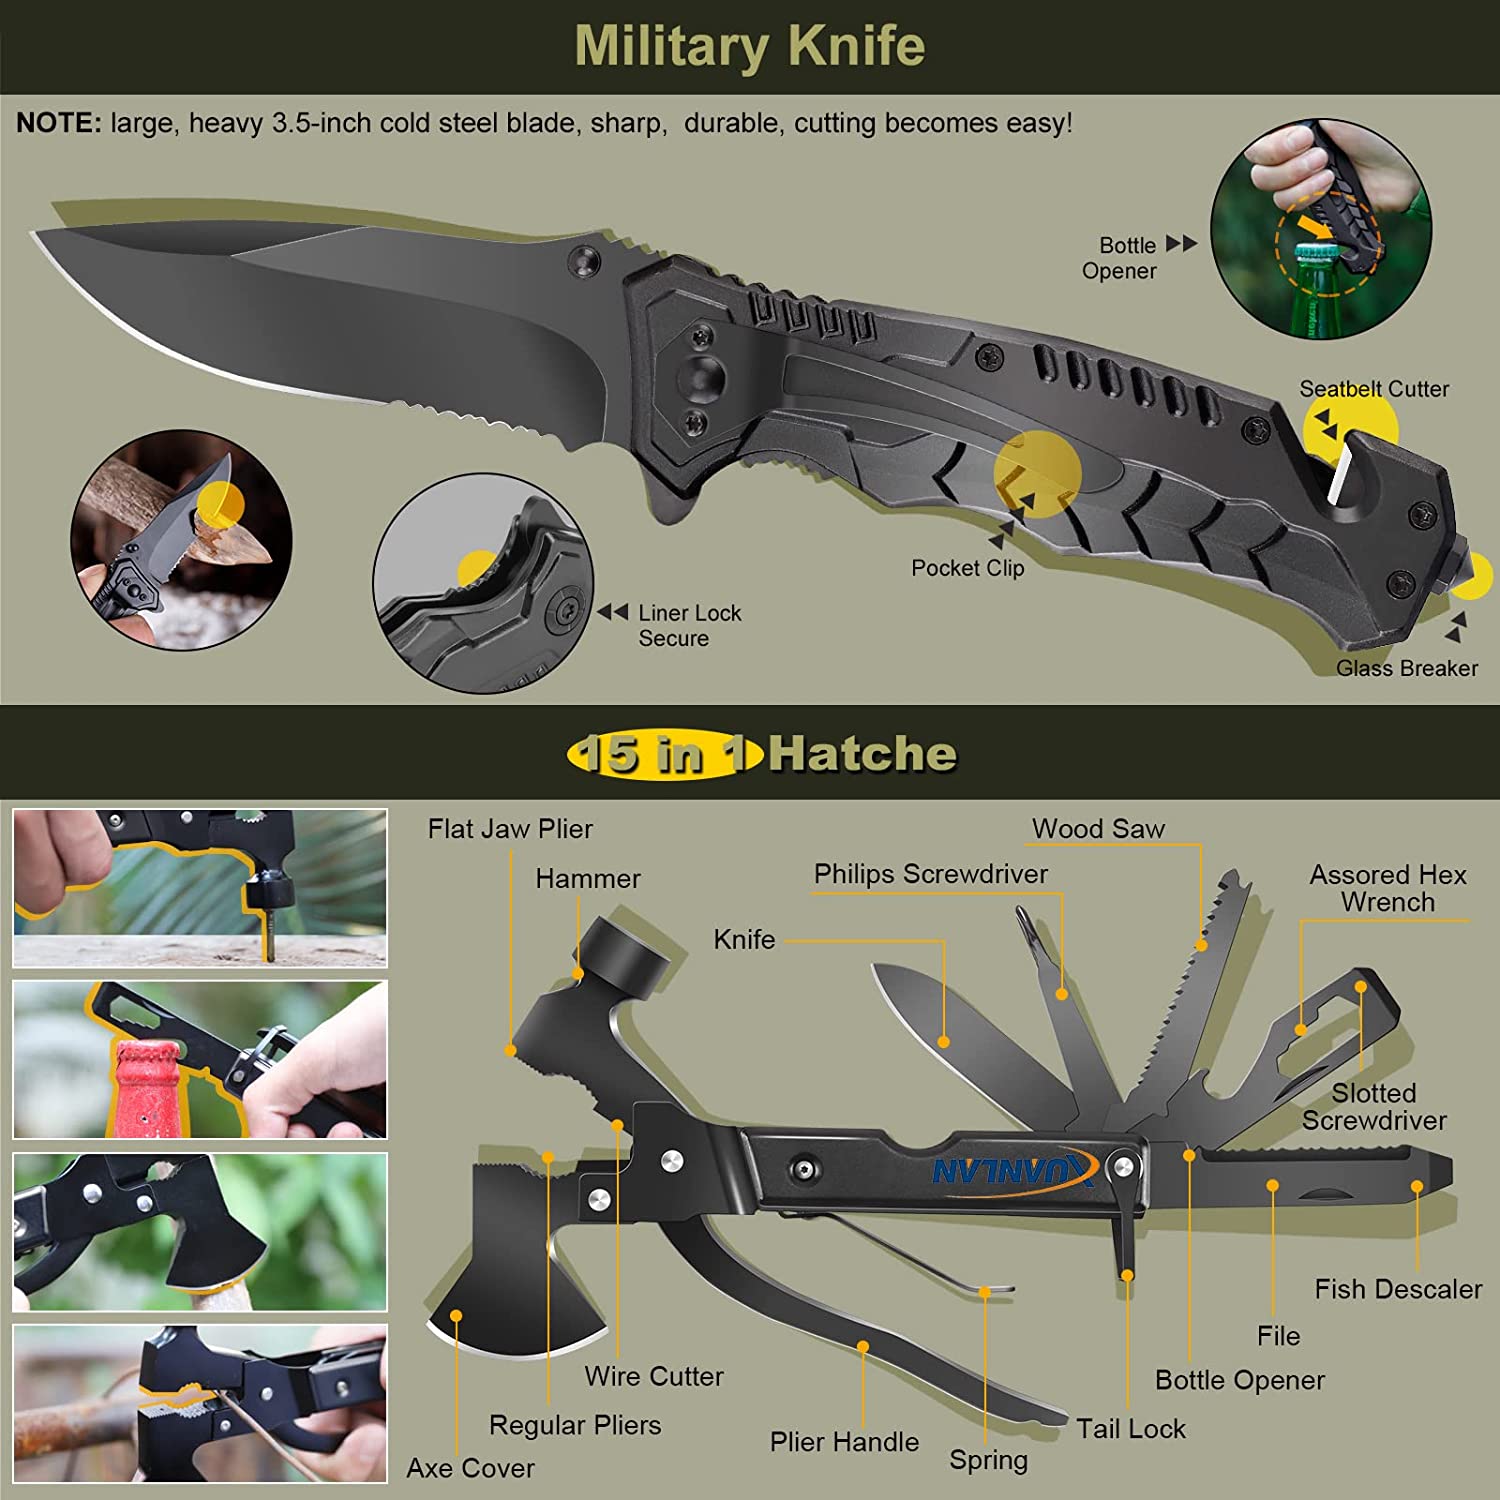 Military Knife
NOTE: large, heavy 3.5-inch cold steel blade, sharp, durable, cutting becomes easy!
Bottle
Opener
Seatbelt Cutter
Pocket Clip
Liner Lock
Secure
Glass Breaker
15 in 1 Hatche
Flat Jaw Plier
Hammer
Wood Saw
Philips Screwdriver
Assored Hex
Wrench
Knife
Slotted
Screwdriver
XUANLAN
Fish Descaler
File
Bottle Opener
Wire Cutter
Regular Pliers
Plier Handle
Tail Lock
Spring
Axe Cover